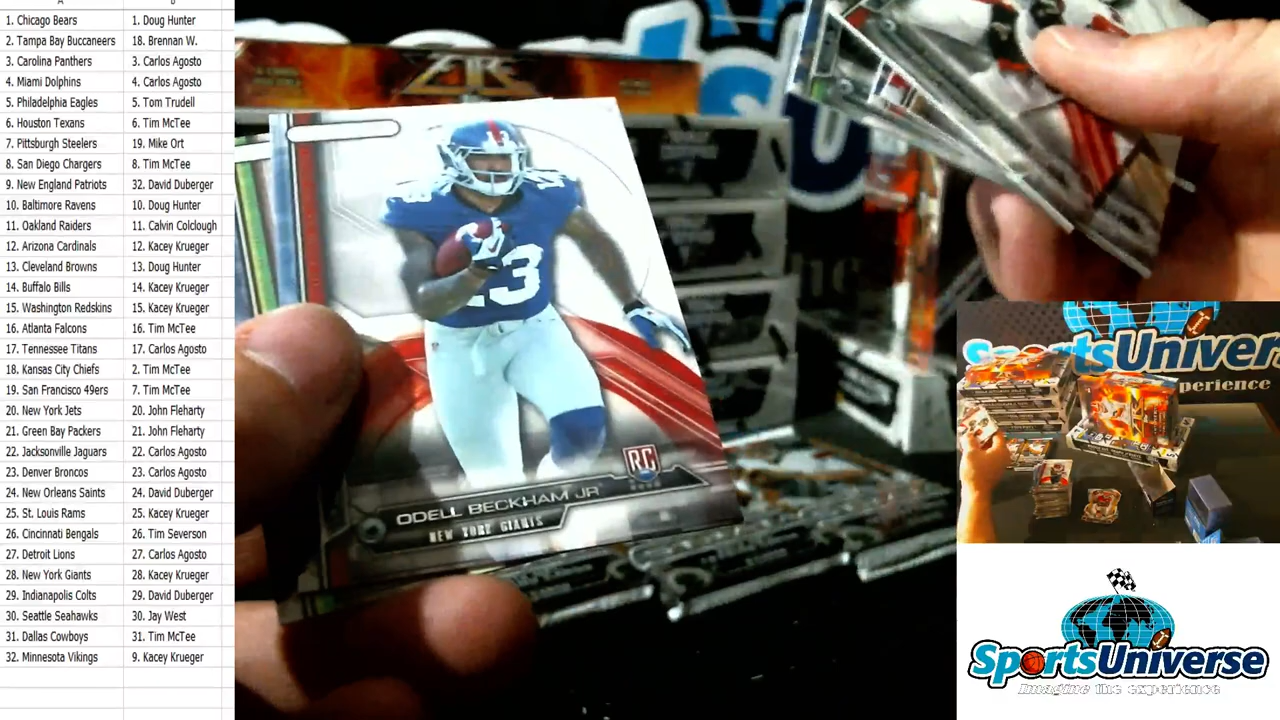 A B
1. Chicago Bears 1. Doug Hunter
2. Tampa Bay Buccaneers 18. Brennan W.
3. Carolina Panthers 3. Carlos Agosto
4. Miami Dolphins 4. Carlos Agosto
5. Philadelphia Eagles 5. Tom Trudell
6. Houston Texans 6. Tim McTee
7. Pittsburgh Steelers 19. Mike Ort
8. San Diego Chargers 8. Tim McTee
9. New England Patriots 32. David Duberger
10. Baltimore Ravens 10. Doug Hunter
11. Oakland Raiders 11. Calvin Colclough
12. Arizona Cardinals 12. Kacey Krueger
13. Cleveland Browns 13. Doug Hunter
14. Buffalo Bills 14. Kacey Krueger
15. Washington Redskins 15. Kacey Krueger
16. Atlanta Falcons 16. Tim McTee
17. Tennessee Titans 17. Carlos Agosto
18. Kansas City Chiefs 2. Tim McTee
19. San Francisco 49ers 7. Tim McTee
20. New York Jets 20. John Fleharty
21. Green Bay Packers 21. John Fleharty
22. Jacksonville Jaguars 22. Carlos Agosto
23. Denver Broncos 23. Carlos Agosto
24. New Orleans Saints 24. David Duberger
25. St. Louis Rams 25. Kacey Krueger
26. Cincinnati Bengals 26. Tim Severson
27. Detroit Lions 27. Carlos Agosto
28. New York Giants 28. Kacey Krueger
29. Indianapolis Colts 29. David Duberger
30. Seattle Seahawks 30. Jay West
31. Dallas Cowboys 31. Tim McTee
32. Minnesota Vikings 9. Kacey Krueger
FIRE
13
RC
ODELL BECKHAM JR
NEW YORK GIANTS
rtsUniver
perience
SportsUniverse
Imagine the experience